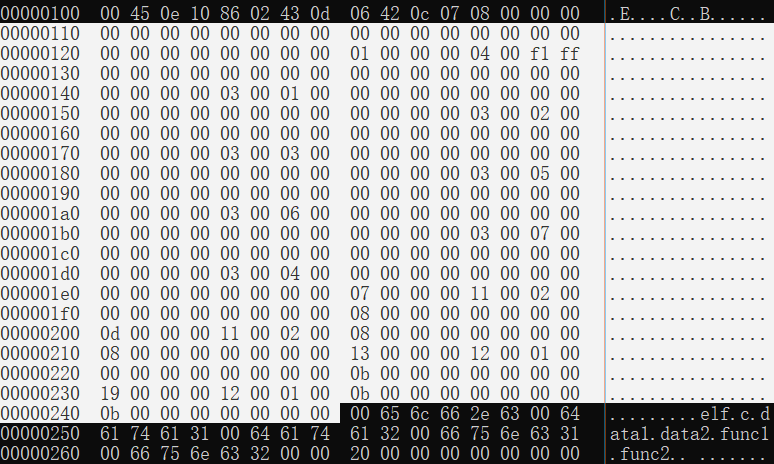 00000100 00 45 0e 10 86 02 43 0d 06 42 0c 07 08 00 00 00 .E....C..B......
00000110 00 00 00 00 00 00 00 00 00 00 00 00 00 00 00 00 ................
00000120 00 00 00 00 00 00 00 00 01 00 00 00 04 00 f1 ff ................
00000130 00 00 00 00 00 00 00 00 00 00 00 00 00 00 00 00 ................
00000140 00 00 00 00 03 00 01 00 00 00 00 00 00 00 00 00 ................
00000150 00 00 00 00 00 00 00 00 00 00 00 00 03 00 02 00 ................
00000160 00 00 00 00 00 00 00 00 00 00 00 00 00 00 00 00 ................
00000170 00 00 00 00 03 00 03 00 00 00 00 00 00 00 00 00 ................
00000180 00 00 00 00 00 00 00 00 00 00 00 00 03 00 05 00 ................
00000190 00 00 00 00 00 00 00 00 00 00 00 00 00 00 00 00 ................
000001a0 00 00 00 00 03 00 06 00 00 00 00 00 00 00 00 00 ................
000001b0 00 00 00 00 00 00 00 00 00 00 00 00 03 00 07 00 ................
000001c0 00 00 00 00 00 00 00 00 00 00 00 00 00 00 00 00 ................
000001d0 00 00 00 00 03 00 04 00 00 00 00 00 00 00 00 00 ................
000001e0 00 00 00 00 00 00 00 00 07 00 00 00 11 00 02 00 ................
000001f0 00 00 00 00 00 00 00 00 08 00 00 00 00 00 00 00 ................
00000200 0d 00 00 00 11 00 02 00 08 00 00 00 00 00 00 00 ................
00000210 08 00 00 00 00 00 00 00 13 00 00 00 12 00 01 00 ................
00000220 00 00 00 00 00 00 00 00 0b 00 00 00 00 00 00 00 ................
00000230 19 00 00 00 12 00 01 00 0b 00 00 00 00 00 00 00 ................
00000240 0b 00 00 00 00 00 00 00 00 65 6c 66 2e 63 00 64 .........elf.c.d
00000250 61 74 61 31 00 64 61 74 61 32 00 66 75 6e 63 31 ata1.data2.func1
00000260 00 66 75 6e 63 32 00 00 20 00 00 00 00 00 00 00 .func2.. .......